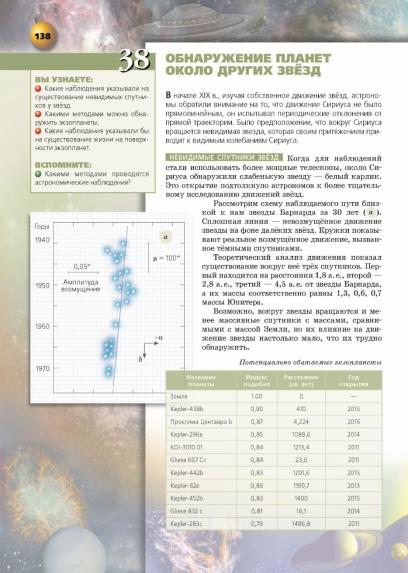 138
38
ОБНАРУЖЕНИЕ ПЛАНЕТ
ОКОЛО ДРУГИХ ЗВЁЗД
ВЫ УЗНАЕТЕ:
Какие наблюдения указывали на
существование невидимых спутни-
ков у звёзд.
Какими методами можно обна-
ружить экзопланеты.
Какие наблюдения указывали бы
на существование жизни на поверх-
ности экзопланет.
ВСПОМНИТЕ:
Какими методами проводятся
астрономические наблюдения?
В начале XIX в., изучая собственное движение звёзд, астроно-
мы обратили внимание на то, что движение Сириуса не было
прямолинейным, он испытывал периодические отклонения от
прямой траектории. Было предположение, что вокруг Сириуса
вращается невидимая звезда, которая своим притяжением при-
водит к видимым колебаниям Сириуса.
НЕВИДИМЫЕ СПУТНИКИ ЗВЁЗД Когда для наблюдений
стали использовать более мощные телескопы, около Си-
риуса обнаружили слабенькую звезду — белый карлик.
Это открытие подтолкнуло астрономов к более тщатель-
ному исследованию движений звёзд.
Рассмотрим схему наблюдаемого пути близ-
кой к нам звезды Барнарда за 30 лет (а).
Сплошная линия — невозмущённое движение
звезды на фоне далёких звёзд. Кружки показы-
вают реальное возмущённое движение, вызван-
ное тёмными спутниками.
Теоретический анализ движения показал
существование вокруг неё трёх спутников. Пер-
вый находится на расстоянии 1,8 а.е., второй —
2,8 а.е., третий — 4,5 а.е. от звезды Барнарда,
а их массы соответственно равны 1,3, 0,6, 0,7
массы Юпитера.
Возможно, вокруг звезды вращаются и ме-
нее массивные спутники с массами, сравни-
мыми с массой Земли, но их влияние на дви-
жение звезды настолько мало, что их трудно
обнаружить.
Годы
а
1940
0,05"
μ = 100"
Амплитуда
возмущения
1950
1960
−α
δ
1970
Потенциально обитаемые экзопланеты
Название планеты Индекс подобия Расстояние (св. лет) Год открытия
Земля 1.00 0 —
Kepler-438b 0,90 470 2015
Проксима Центавра b 0,87 4,224 2016
Kepler-296e 0,85 1089,6 2014
KOI-3010.01 0,84 1213,4 2011
Gliese 667 Cc 0,84 23,6 2011
Kepler-442b 0,83 1291,6 2015
Kepler-62e 0,86 1199,7 2013
Kepler-452b 0,83 1400 2015
Gliese 832 c 0,81 16,1 2014
Kepler-283c 0,79 1496,8 2011